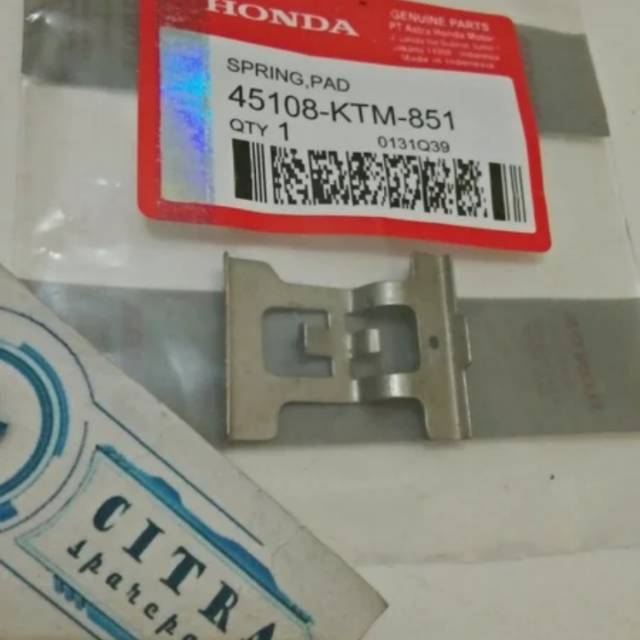 HONDA
GENUINE PARTS
PT Astra Honda Motor
Made in Indonesia
SPRING,PAD
45108-KTM-851
QTY 1
0131Q39
CITRA